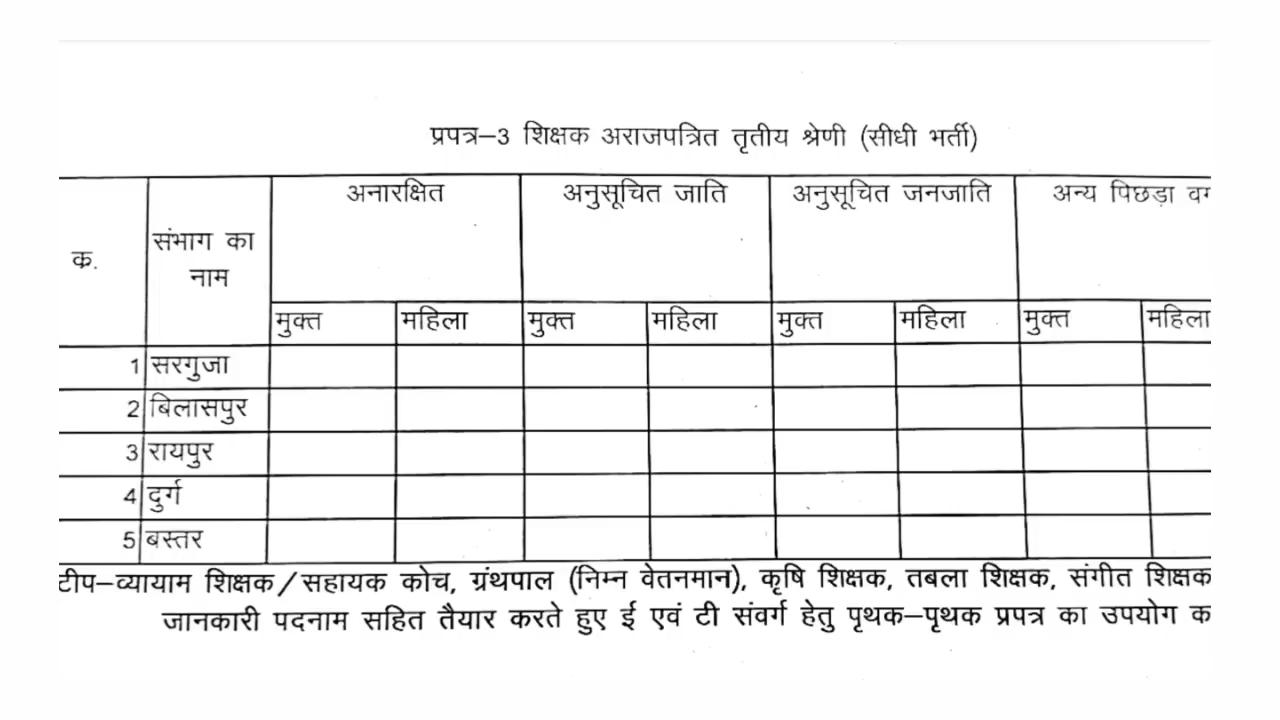 प्रपत्र–3 शिक्षक अराजपत्रित तृतीय श्रेणी (सीधी भर्ती)
क्र. संभाग का नाम अनारक्षित अनुसूचित जाति अनुसूचित जनजाति अन्य पिछड़ा
मुक्त महिला मुक्त महिला मुक्त महिला मुक्त महिला
1 सरगुजा
2 बिलासपुर
3 रायपुर
4 दुर्ग
5 बस्तर
टीप–व्यायाम शिक्षक/सहायक कोच, ग्रंथपाल (निम्न वेतनमान), कृषि शिक्षक, तबला शिक्षक, संगीत शिक्षक
जानकारी पदनाम सहित तैयार करते हुए ई एवं टी संवर्ग हेतु पृथक–पृथक प्रपत्र का उपयोग